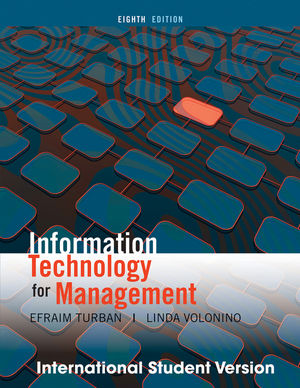 EIGHTH EDITION
Information
Technology
for Management
EFRAIM TURBAN | LINDA VOLONINO
International Student Version